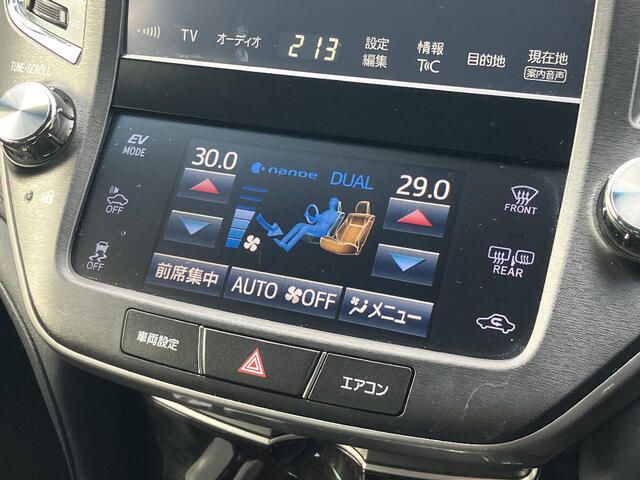 TV オーディオ 213 設定編集 情報 T(C 目的地 現在地
案内音声
TUNE•SCROLL
EV
MODE
30.0 nanoe DUAL 29.0
OFF
OFF
FRONT
REAR
前席集中 AUTO OFF メニュー
車両設定 エアコン